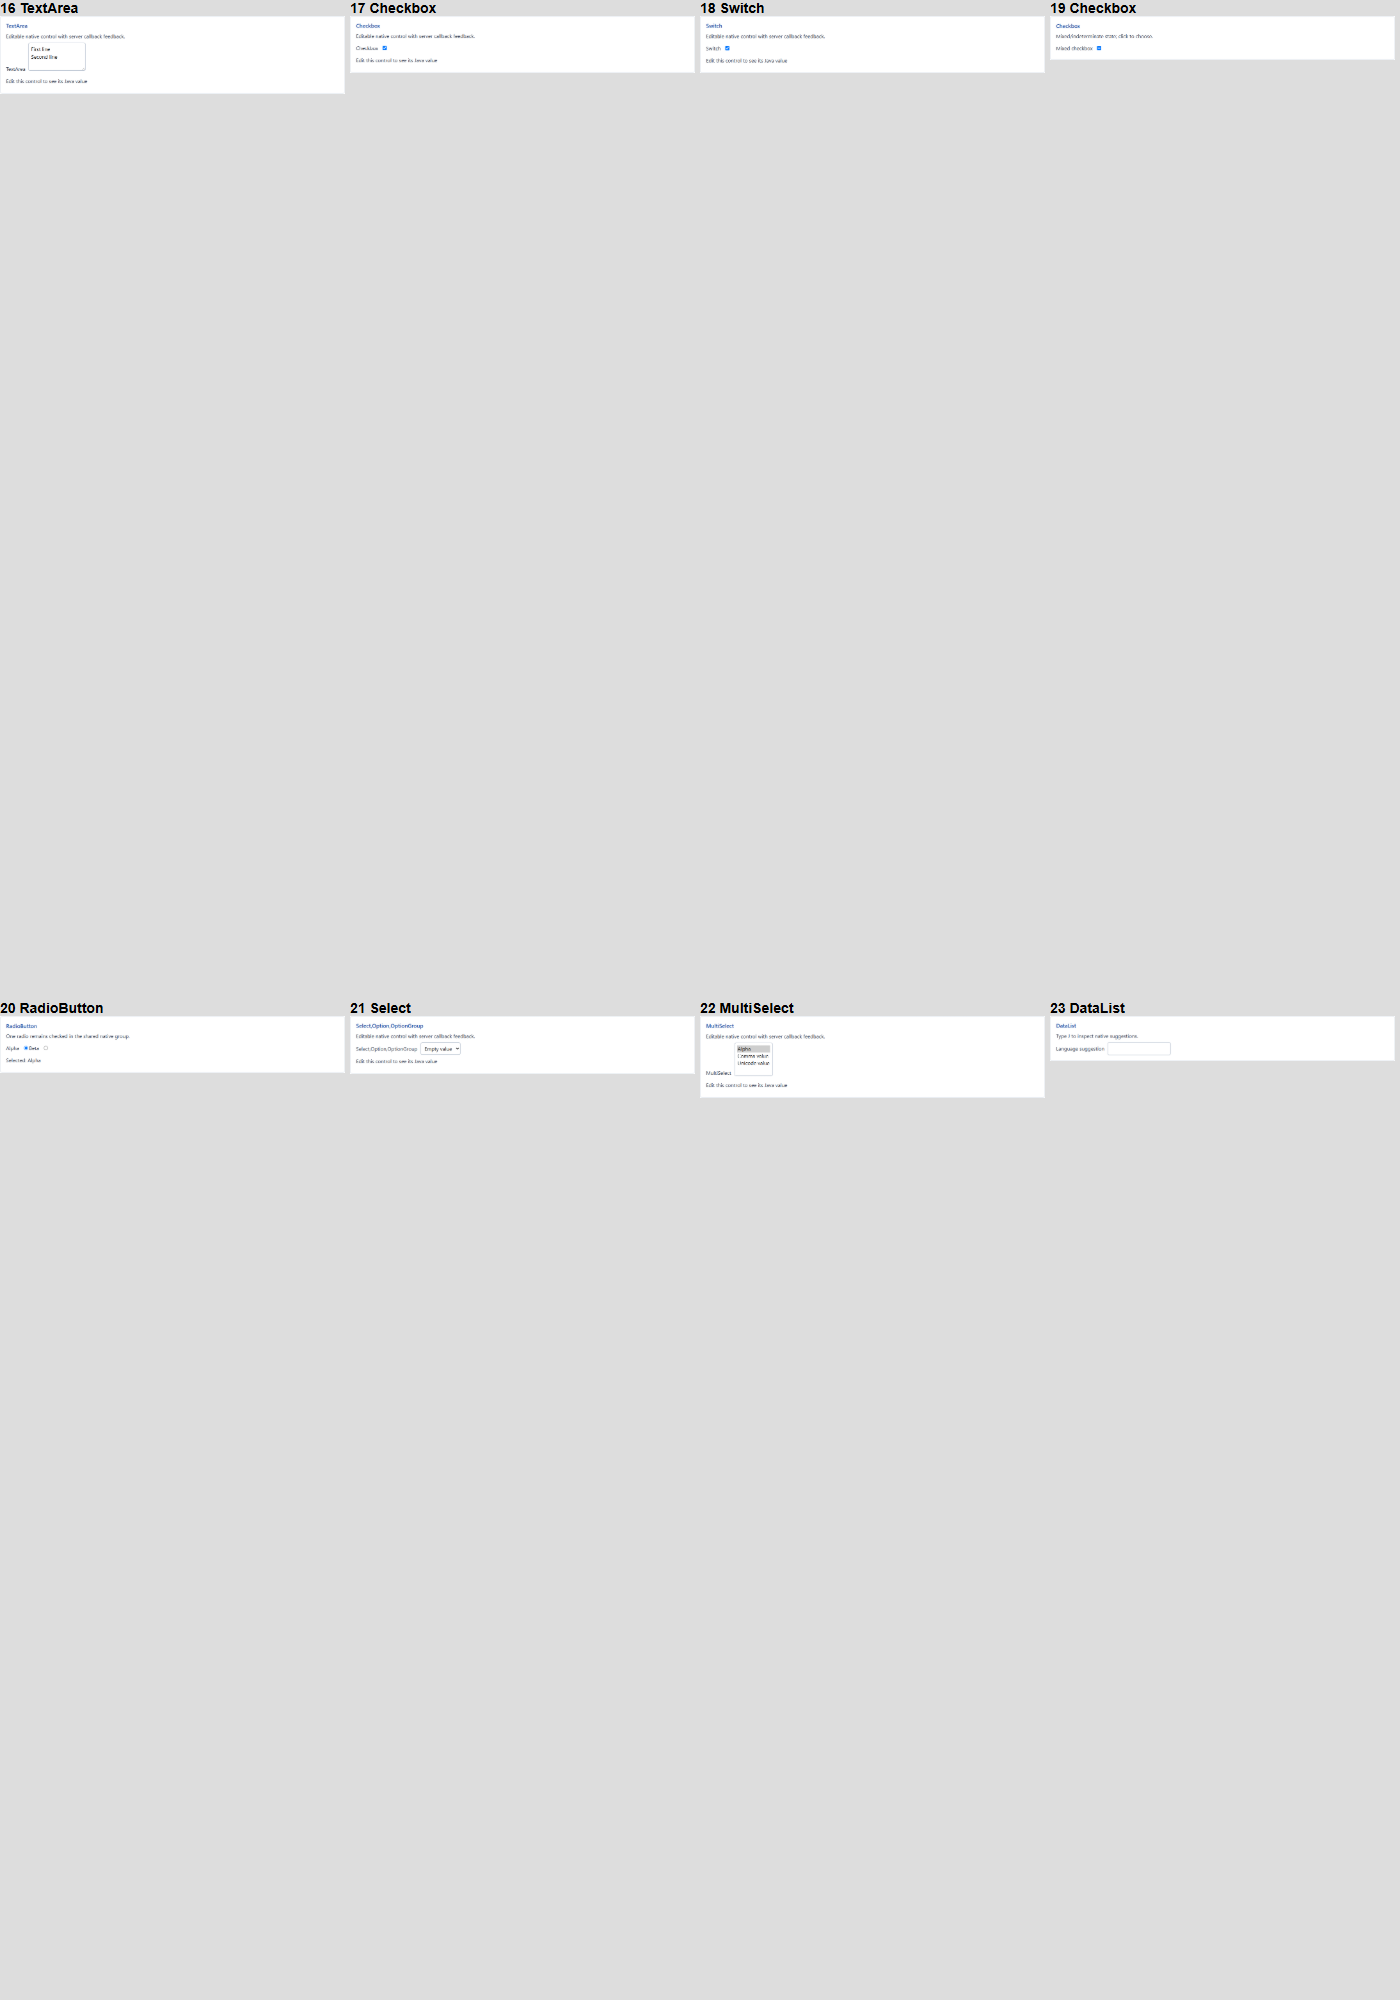 16 TextArea
TextArea
Editable native control with server callback feedback.
First line
Second line
TextArea
Edit this control to see its Java value
17 Checkbox
Checkbox
Editable native control with server callback feedback.
Checkbox
Edit this control to see its Java value
18 Switch
Switch
Editable native control with server callback feedback.
Switch
Edit this control to see its Java value
19 Checkbox
Checkbox
Mixed/indeterminate state; click to choose.
Mixed checkbox
20 RadioButton
RadioButton
One radio remains checked in the shared native group.
Alpha Beta
Selected: Alpha
21 Select
Select,Option,OptionGroup
Editable native control with server callback feedback.
Select,Option,OptionGroup Empty value
Edit this control to see its Java value
22 MultiSelect
MultiSelect
Editable native control with server callback feedback.
Alpha
Comma value
Unicode value
MultiSelect
Edit this control to see its Java value
23 DataList
DataList
Type J to inspect native suggestions.
Language suggestion